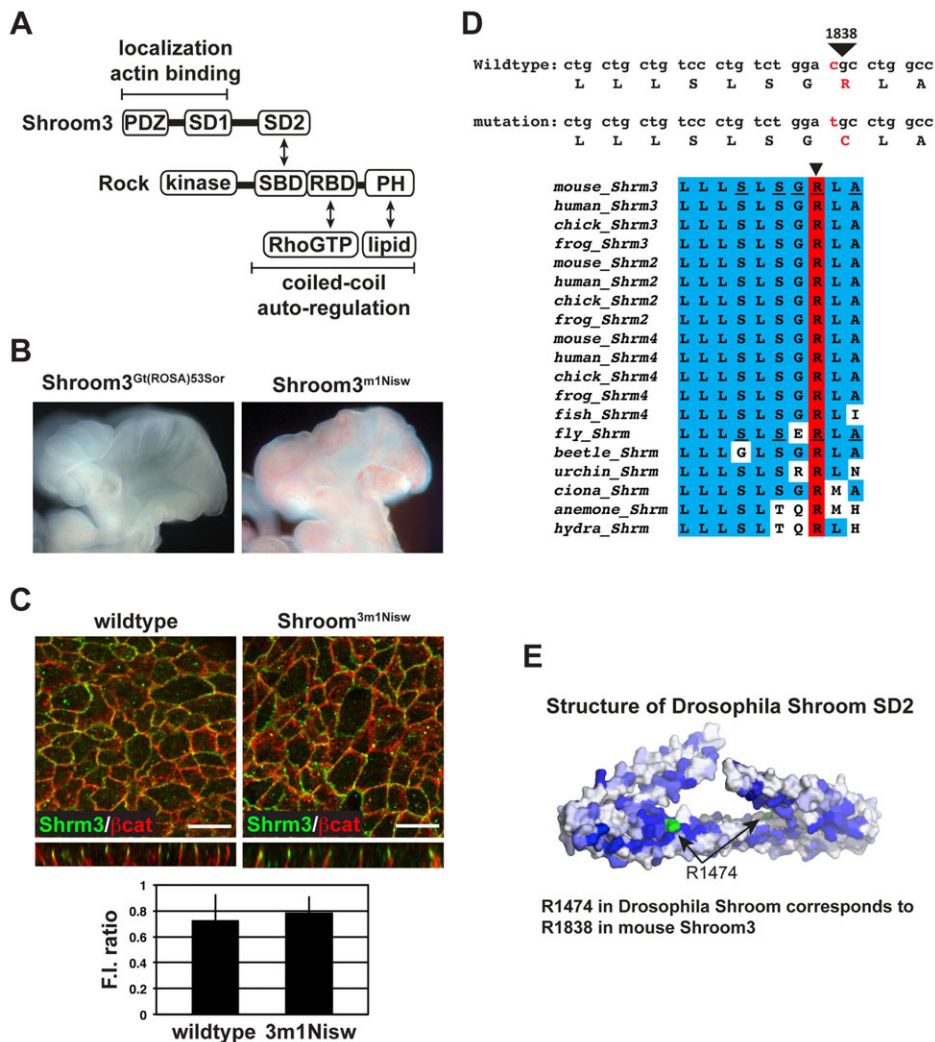 A
localization
actin binding
Shroom3 PDZ SD1 SD2
Rock kinase SBD RBD PH
RhoGTP lipid
coiled-coil
auto-regulation
B
Shroom3Gt(ROSA)53Sor Shroom3m1Nisw
C
wildtype Shroom3m1Nisw
Shrm3/βcat Shrm3/βcat
F.I. ratio
1
0.8
0.6
0.4
0.2
0
wildtype 3m1Nisw
D
1838
Wildtype: ctg ctg ctg tcc ctg tct gga cgc ctg gcc
L L L S L S G R L A
mutation: ctg ctg ctg tcc ctg tct gga tgc ctg gcc
L L L S L S G C L A
mouse_Shrm3 L L L S L S G R L A
human_Shrm3 L L L S L S G R L A
chick_Shrm3 L L L S L S G R L A
frog_Shrm3 L L L S L S G R L A
mouse_Shrm2 L L L S L S G R L A
human_Shrm2 L L L S L S G R L A
chick_Shrm2 L L L S L S G R L A
frog_Shrm2 L L L S L S G R L A
mouse_Shrm4 L L L S L S G R L A
human_Shrm4 L L L S L S G R L A
chick_Shrm4 L L L S L S G R L A
frog_Shrm4 L L L S L S G R L A
fish_Shrm4 L L L S L S G R L I
fly_Shrm L L L S L S E R L A
beetle_Shrm L L L G L S G R L A
urchin_Shrm L L L S L S R R L N
ciona_Shrm L L L S L S G R M A
anemone_Shrm L L L S L T Q R M H
hydra_Shrm L L L S L T Q R L H
E
Structure of Drosophila Shroom SD2
R1474
R1474 in Drosophila Shroom corresponds to
R1838 in mouse Shroom3